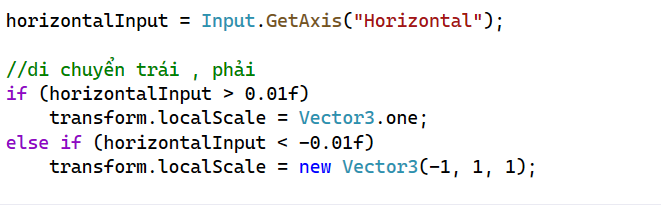 horizontalInput = Input.GetAxis("Horizontal");
//di chuyển trái , phải
if (horizontalInput > 0.01f)
    transform.localScale = Vector3.one;
else if (horizontalInput < -0.01f)
    transform.localScale = new Vector3(-1, 1, 1);